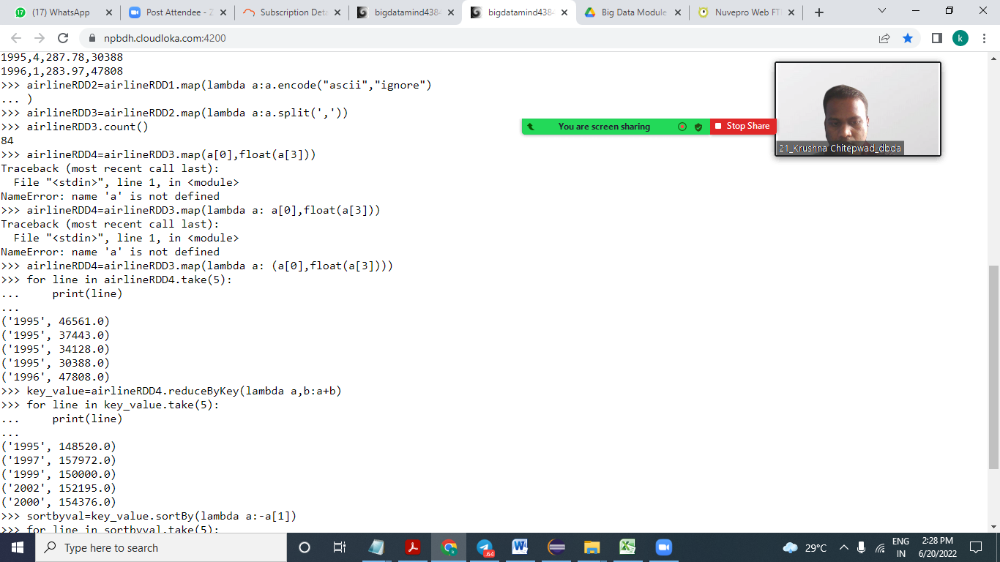 (17) WhatsApp
Post Attendee - Z
Subscription Deta
bigdatamind4384
bigdatamind4384
Big Data Module
Nuvepro Web FT
npbdh.cloudloka.com:4200
k
1995,4,287.78,30388
1996,1,283.97,47808
>>> airlineRDD2=airlineRDD1.map(lambda a:a.encode("ascii","ignore")
... )
>>> airlineRDD3=airlineRDD2.map(lambda a:a.split(','))
>>> airlineRDD3.count()
84
>>> airlineRDD4=airlineRDD3.map(a[0],float(a[3]))
Traceback (most recent call last):
  File "<stdin>", line 1, in <module>
NameError: name 'a' is not defined
>>> airlineRDD4=airlineRDD3.map(lambda a: a[0],float(a[3]))
Traceback (most recent call last):
  File "<stdin>", line 1, in <module>
NameError: name 'a' is not defined
>>> airlineRDD4=airlineRDD3.map(lambda a: (a[0],float(a[3])))
>>> for line in airlineRDD4.take(5):
...     print(line)
...
('1995', 46561.0)
('1995', 37443.0)
('1995', 34128.0)
('1995', 30388.0)
('1996', 47808.0)
>>> key_value=airlineRDD4.reduceByKey(lambda a,b:a+b)
>>> for line in key_value.take(5):
...     print(line)
...
('1995', 148520.0)
('1997', 157972.0)
('1999', 150000.0)
('2002', 152195.0)
('2000', 154376.0)
>>> sortbyval=key_value.sortBy(lambda a:-a[1])
>>> for line in sortbyval.take(5):
You are screen sharing
Stop Share
21_Krushna Chitepwad_dbda
Type here to search
.64
29°C
ENG
IN
2:28 PM
6/20/2022